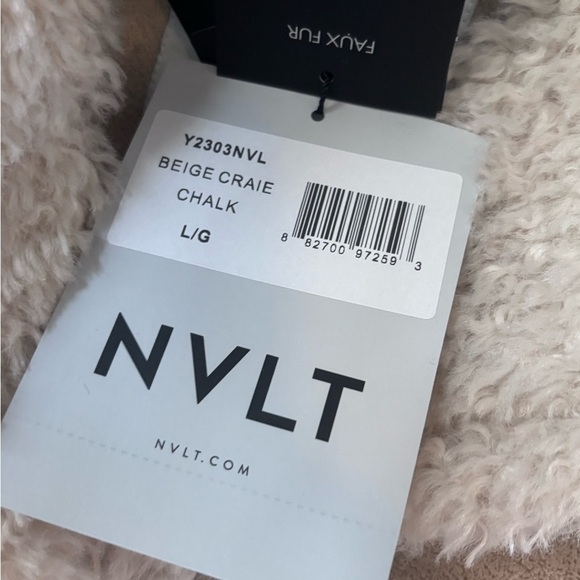 FAUX FUR
Y2303NVL
BEIGE CRAIE
CHALK
L/G
8 82700 97259 3
NVLT
NVLT.COM